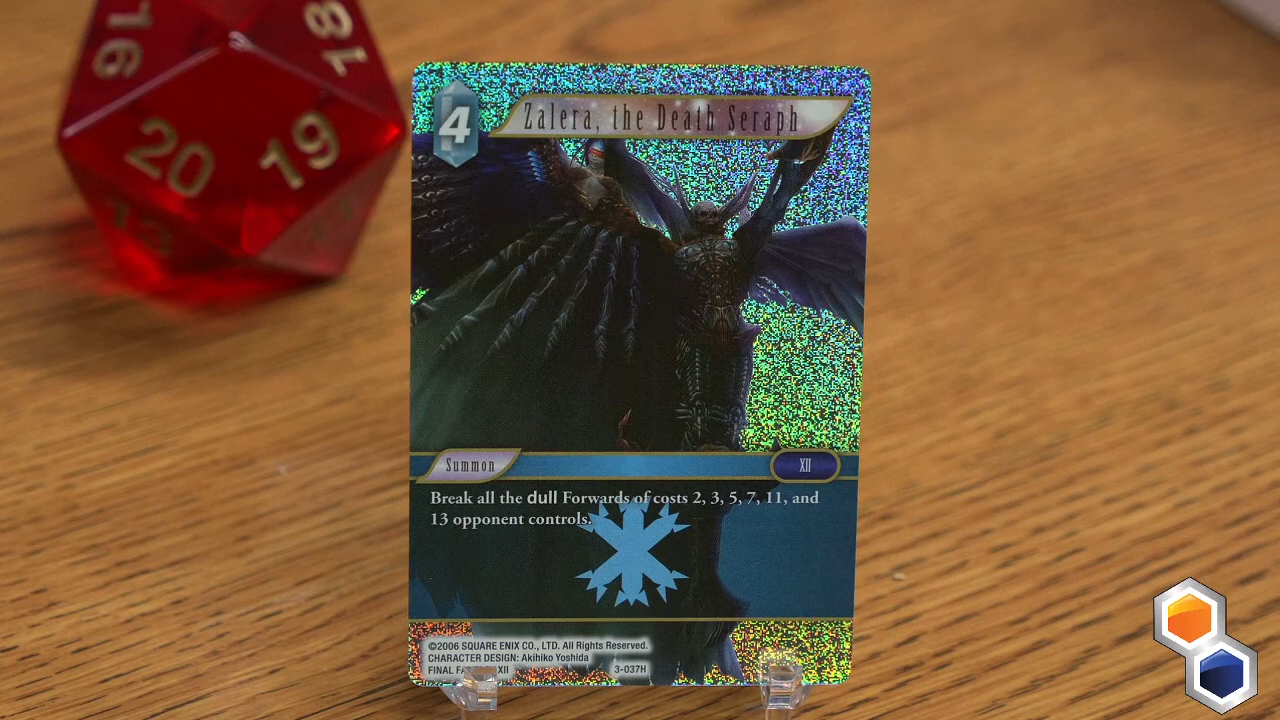 16
18
20
19
13
4
Zalera, the Death Seraph
Summon
XII
Break all the dull Forwards of costs 2, 3, 5, 7, 11, and
13 opponent controls.
©2006 SQUARE ENIX CO., LTD. All Rights Reserved.
CHARACTER DESIGN: Akihiko Yoshida
FINAL XII
3-037H